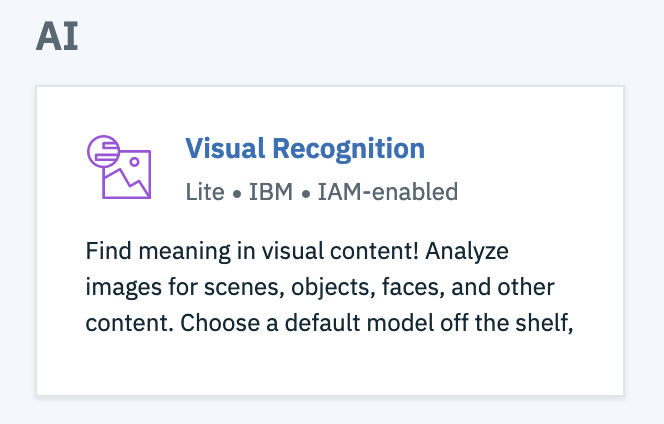 AI
Visual Recognition
Lite • IBM • IAM-enabled
Find meaning in visual content! Analyze
images for scenes, objects, faces, and other
content. Choose a default model off the shelf,